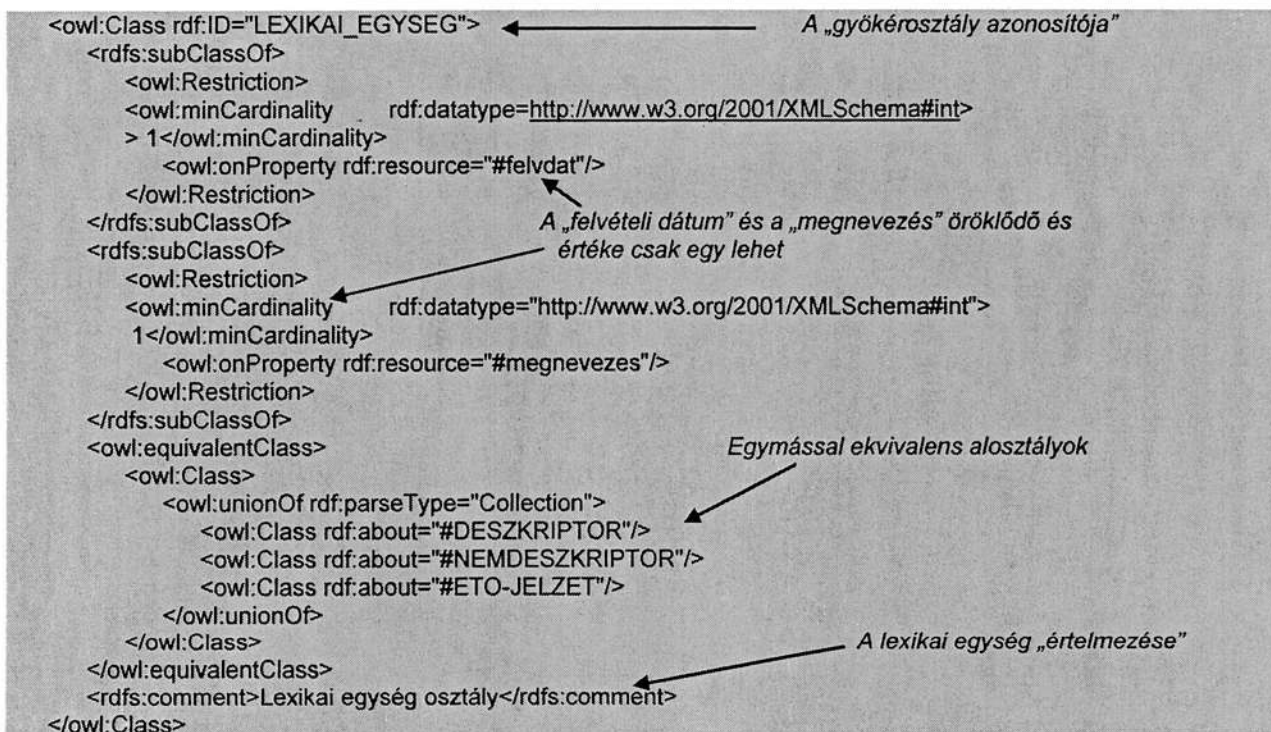 <owl:Class rdf:ID="LEXIKAI_EGYSEG"> A „gyökérosztály azonosítója”
<rdfs:subClassOf>
<owl:Restriction>
<owl:minCardinality rdf:datatype=http://www.w3.org/2001/XMLSchema#int>
> 1</owl:minCardinality>
<owl:onProperty rdf:resource="#felvdat"/>
</owl:Restriction>
</rdfs:subClassOf> A „felvételi dátum” és a „megnevezés” öröklődő és
<rdfs:subClassOf> értéke csak egy lehet
<owl:Restriction>
<owl:minCardinality rdf:datatype="http://www.w3.org/2001/XMLSchema#int">
1</owl:minCardinality>
<owl:onProperty rdf:resource="#megnevezes"/>
</owl:Restriction>
</rdfs:subClassOf>
<owl:equivalentClass> Egymással ekvivalens alosztályok
<owl:Class>
<owl:unionOf rdf:parseType="Collection">
<owl:Class rdf:about="#DESZKRIPTOR"/>
<owl:Class rdf:about="#NEMDESZKRIPTOR"/>
<owl:Class rdf:about="#ETO-JELZET"/>
</owl:unionOf>
</owl:Class> A lexikai egység „értelmezése”
</owl:equivalentClass>
<rdfs:comment>Lexikai egység osztály</rdfs:comment>
</owl:Class>